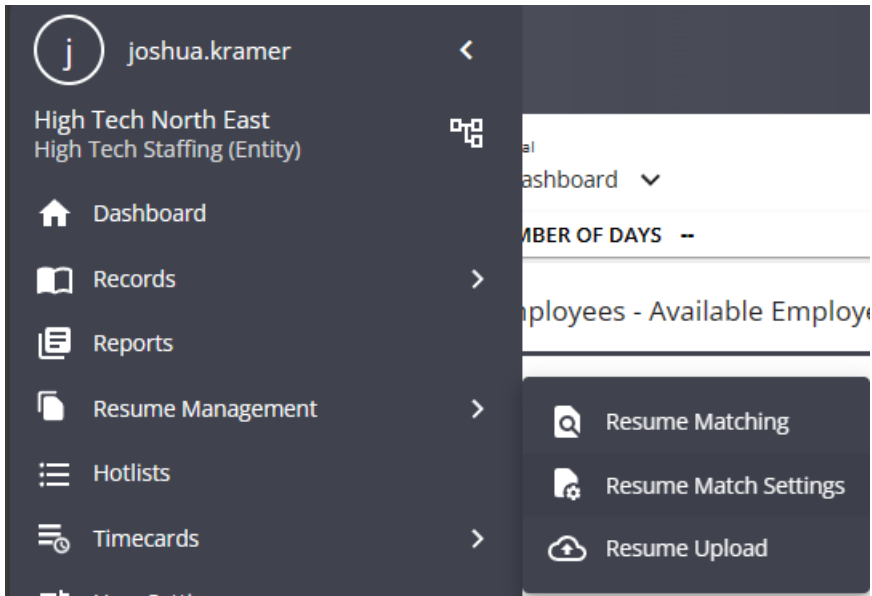 j
joshua.kramer
High Tech North East
High Tech Staffing (Entity)
Dashboard
Records
Reports
Resume Management
Hotlists
Timecards
ashboard
MBER OF DAYS --
ployees - Available Employe
Resume Matching
Resume Match Settings
Resume Upload